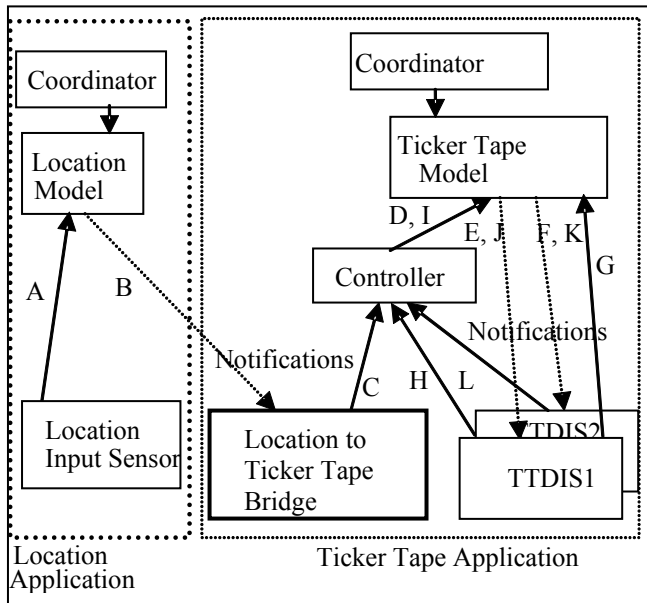 Coordinator
Location
Model
A
B
Notifications
Location
Input Sensor
Location
Application
Coordinator
Ticker Tape
Model
D, I
E, J
F, K
G
Controller
Notifications
C
H
L
Location to
Ticker Tape
Bridge
TTDIS2
TTDIS1
Ticker Tape Application